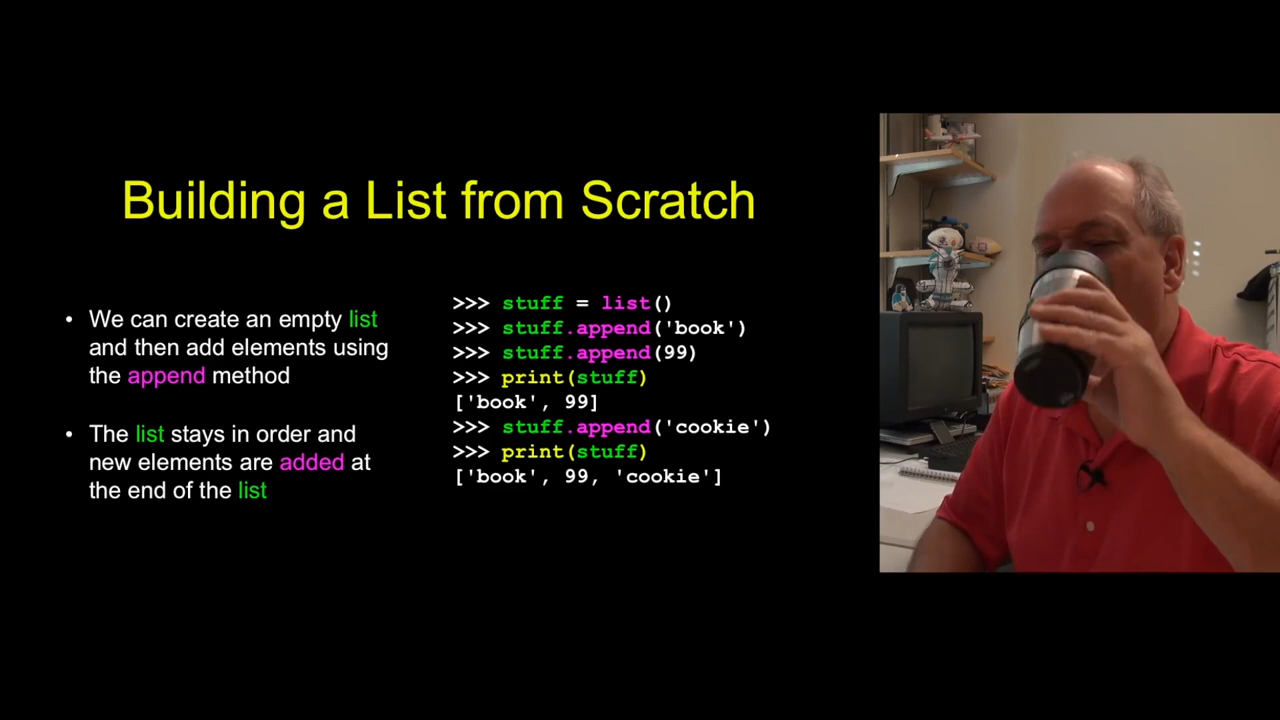 Building a List from Scratch
• We can create an empty list
and then add elements using
the append method
• The list stays in order and
new elements are added at
the end of the list
>>> stuff = list()
>>> stuff.append('book')
>>> stuff.append(99)
>>> print(stuff)
['book', 99]
>>> stuff.append('cookie')
>>> print(stuff)
['book', 99, 'cookie']